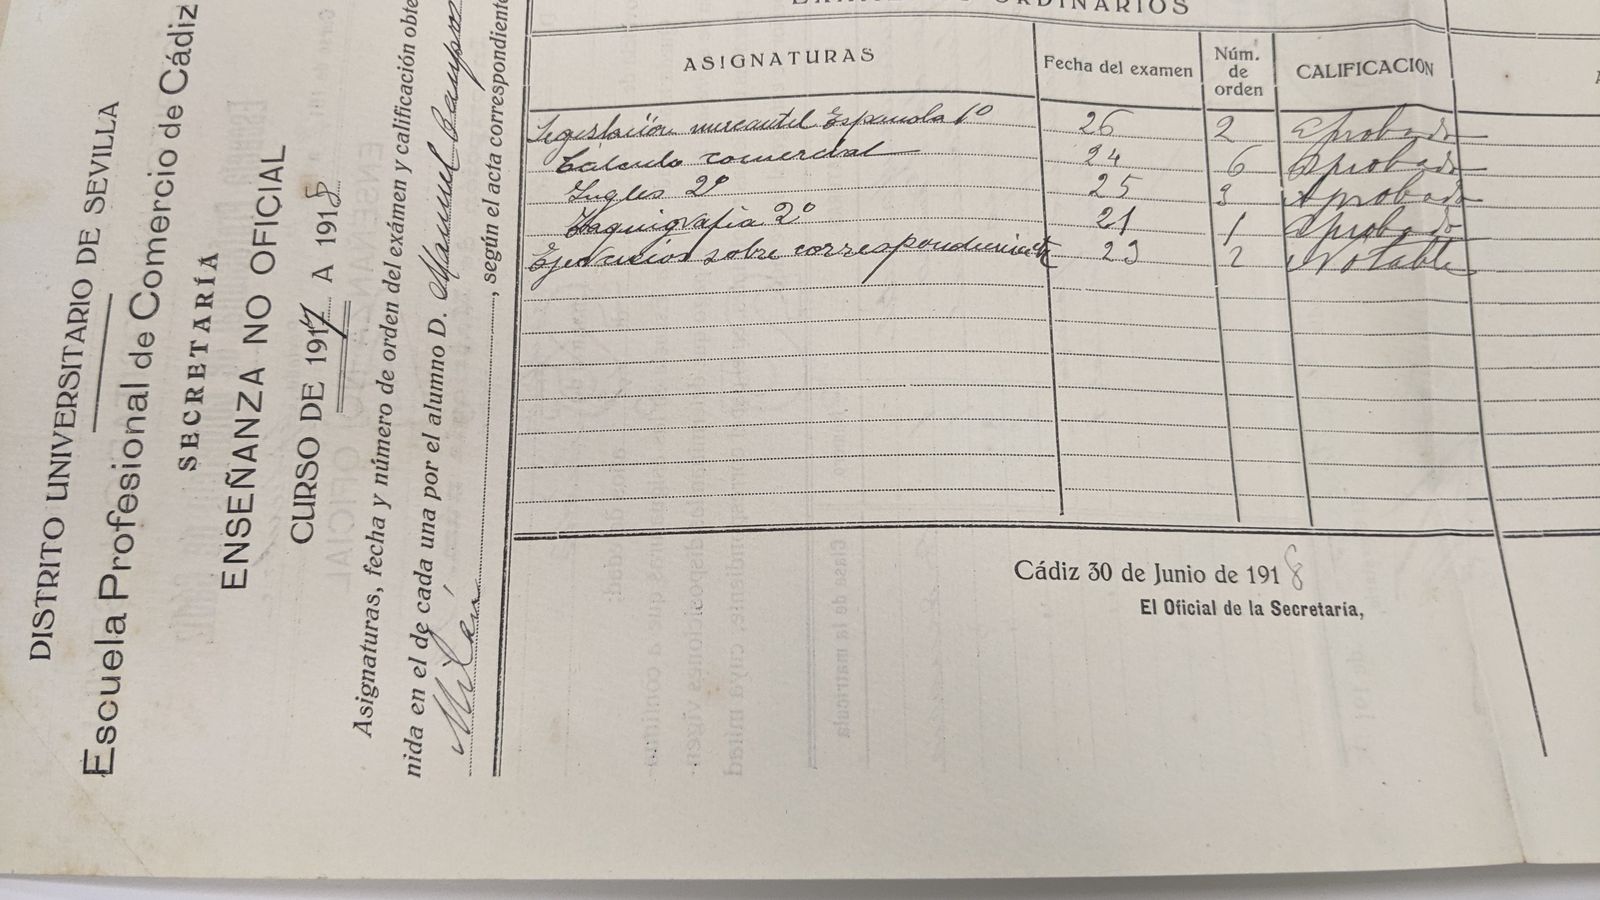 DISTRITO UNIVERSITARIO DE SEVILLA
Escuela Profesional de Comercio de Cádiz
SECRETARÍA
ENSEÑANZA NO OFICIAL
CURSO DE 1917 A 1918
Asignaturas, fecha y número de orden del exámen y calificación obte
nida en el de cada una por el alumno D. Manuel
, según el acta correspondiente
ORDINARIOS
ASIGNATURAS Fecha del examen Núm. de orden CALIFICACION
Legislación mercantil Española 1º 26 2 Aprobado
Cálculo comercial 24 6 Aprobado
Ingles 2º 25 3 Aprobado
Taquigrafia 2º 21 1 Aprobado
sobre 23 2 Notable
Cádiz 30 de Junio de 1918
El Oficial de la Secretaría,